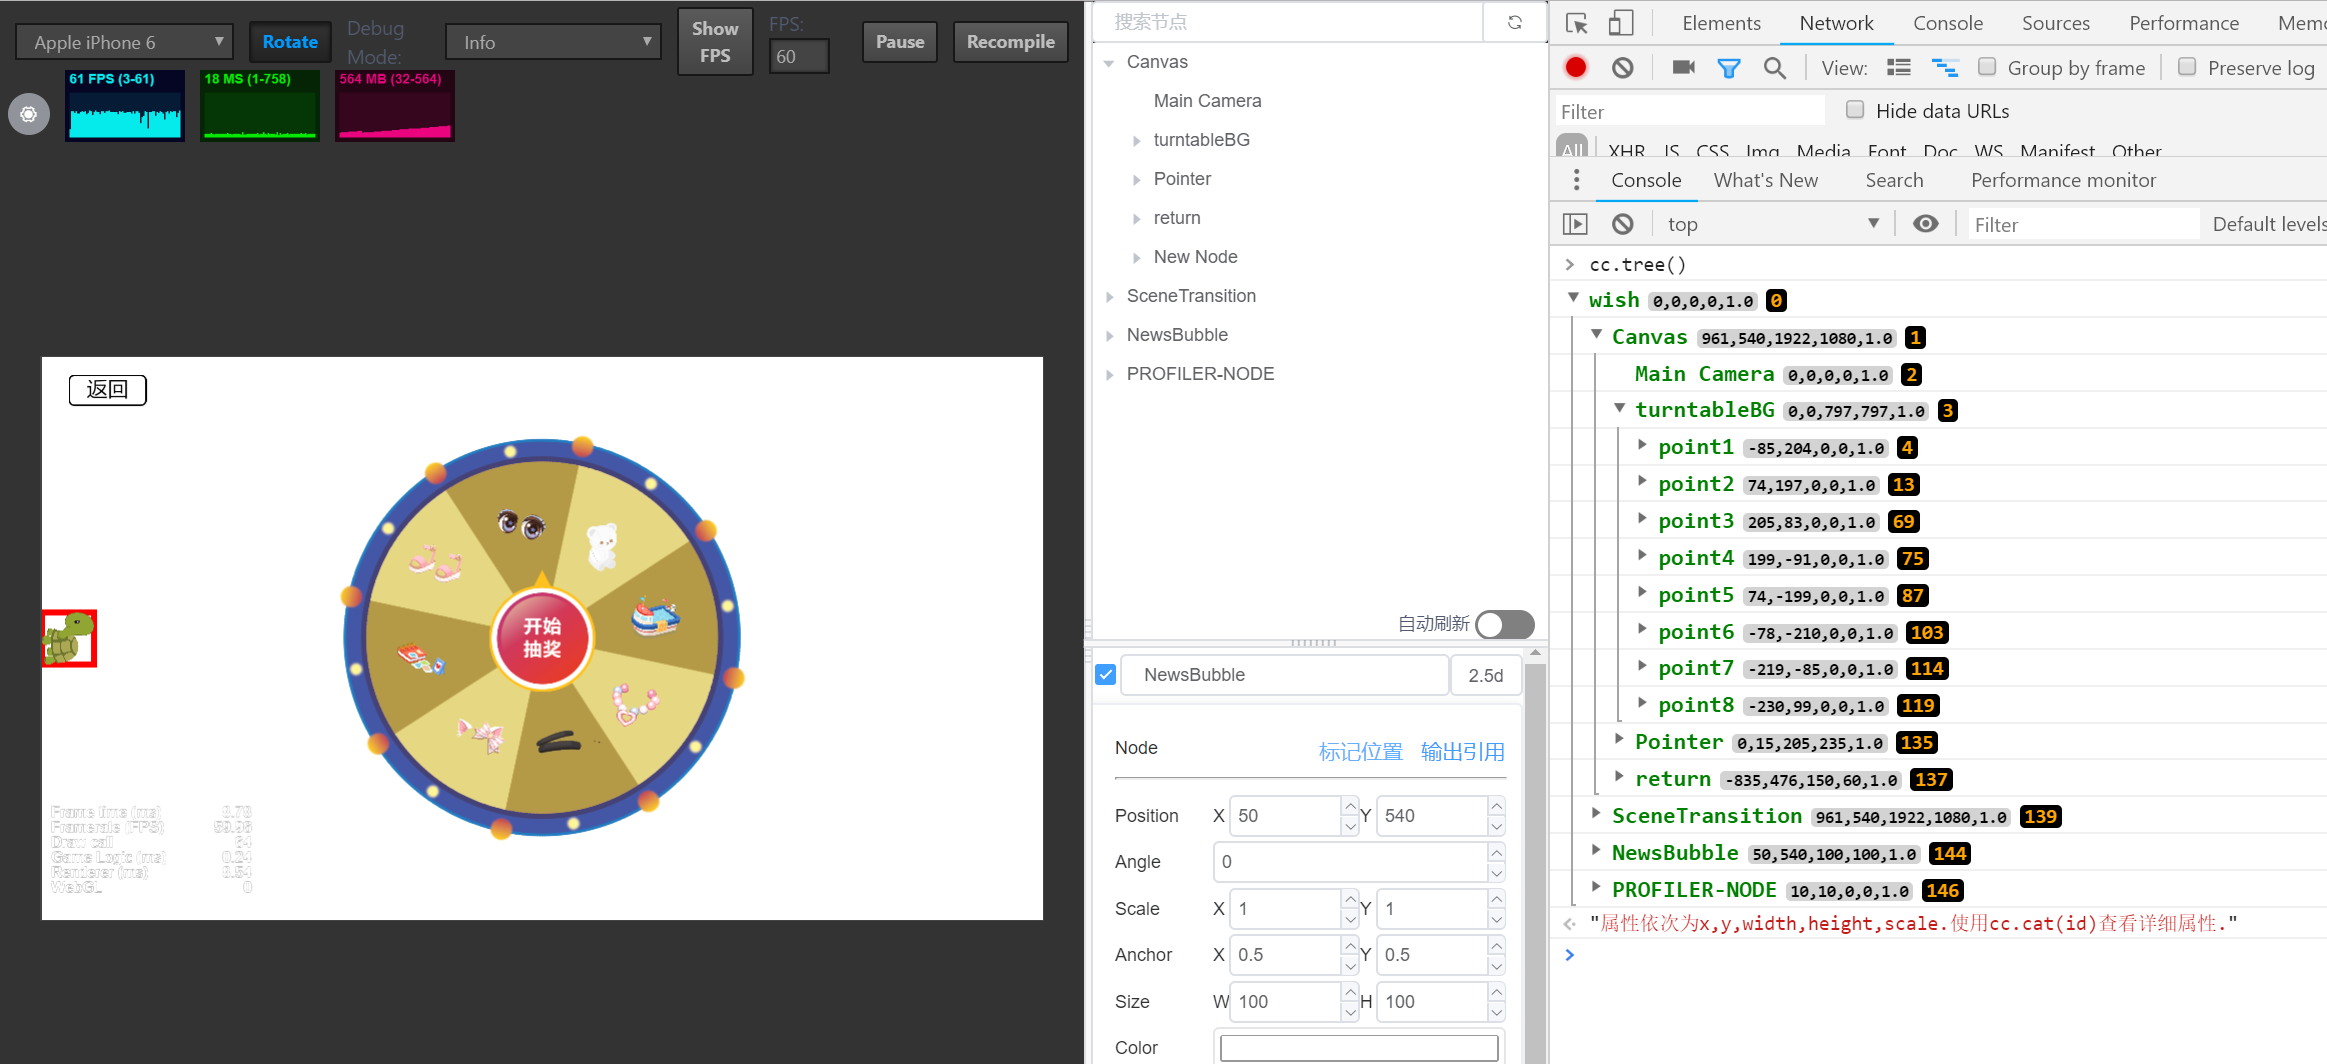 Apple iPhone 6
Rotate
Debug Mode:
Info
Show FPS
FPS:
60
Pause
Recompile
61 FPS (3-61)
18 MS (1-758)
564 MB (32-564)
返回
开始
抽奖
Frame time (ms)
Framerate (FPS)
Draw call
Game Logic (ms) 0.24
Renderer (ms)
WebGL 0
搜索节点
Canvas
Main Camera
turntableBG
Pointer
return
New Node
SceneTransition
NewsBubble
PROFILER-NODE
自动刷新
NewsBubble 2.5d
Node 标记位置 输出引用
Position X 50 Y 540
Angle 0
Scale X 1 Y 1
Anchor X 0.5 Y 0.5
Size W 100 H 100
Color
Elements Network Console Sources Performance Mem
View: Group by frame Preserve log
Filter Hide data URLs
All XHR JS CSS Img Media Font Doc WS Manifest Other
Console What's New Search Performance monitor
top Filter Default levels
cc.tree()
wish 0,0,0,0,1.0 0
Canvas 961,540,1922,1080,1.0 1
Main Camera 0,0,0,0,1.0 2
turntableBG 0,0,797,797,1.0 3
point1 -85,204,0,0,1.0 4
point2 74,197,0,0,1.0 13
point3 205,83,0,0,1.0 69
point4 199,-91,0,0,1.0 75
point5 74,-199,0,0,1.0 87
point6 -78,-210,0,0,1.0 103
point7 -219,-85,0,0,1.0 114
point8 -230,99,0,0,1.0 119
Pointer 0,15,205,235,1.0 135
return -835,476,150,60,1.0 137
SceneTransition 961,540,1922,1080,1.0 139
NewsBubble 50,540,100,100,1.0 144
PROFILER-NODE 10,10,0,0,1.0 146
"属性依次为x,y,width,height,scale.使用cc.cat(id)查看详细属性."